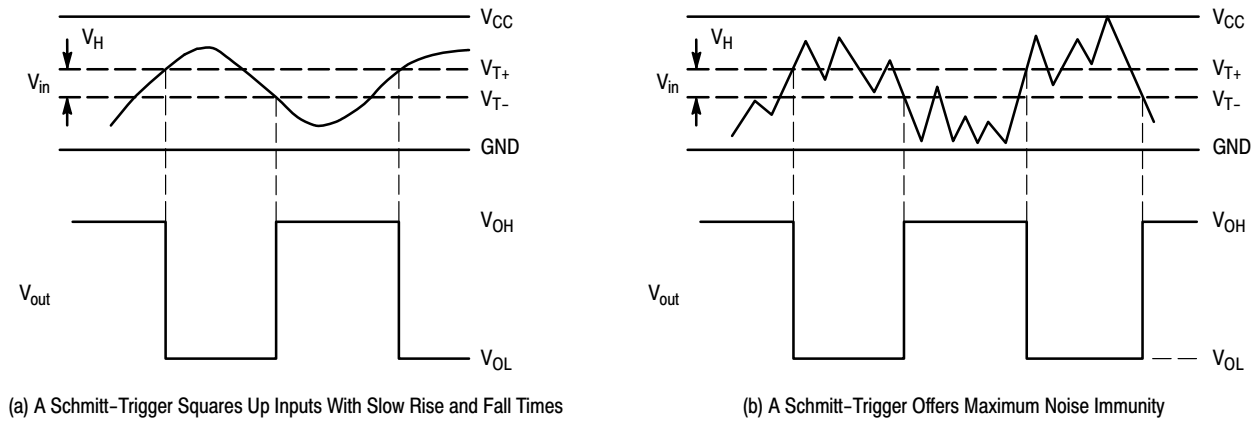 V_CC
V_H
V_T+
V_in
V_T−
GND
V_OH
V_out
V_OL
(a) A Schmitt−Trigger Squares Up Inputs With Slow Rise and Fall Times
V_CC
V_H
V_T+
V_in
V_T−
GND
V_OH
V_out
V_OL
(b) A Schmitt−Trigger Offers Maximum Noise Immunity